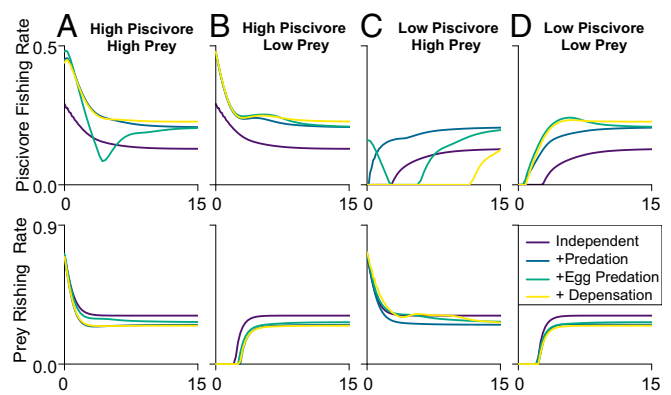 A High Piscivore High Prey
B High Piscivore Low Prey
C Low Piscivore High Prey
D Low Piscivore Low Prey
Piscivore Fishing Rate
0.5
0.0
0 15 0 15 0 15 0 15
Prey Rishing Rate
0.9
0.0
Independent
+Predation
+Egg Predation
+ Depensation
0 15 0 15 0 15 0 15